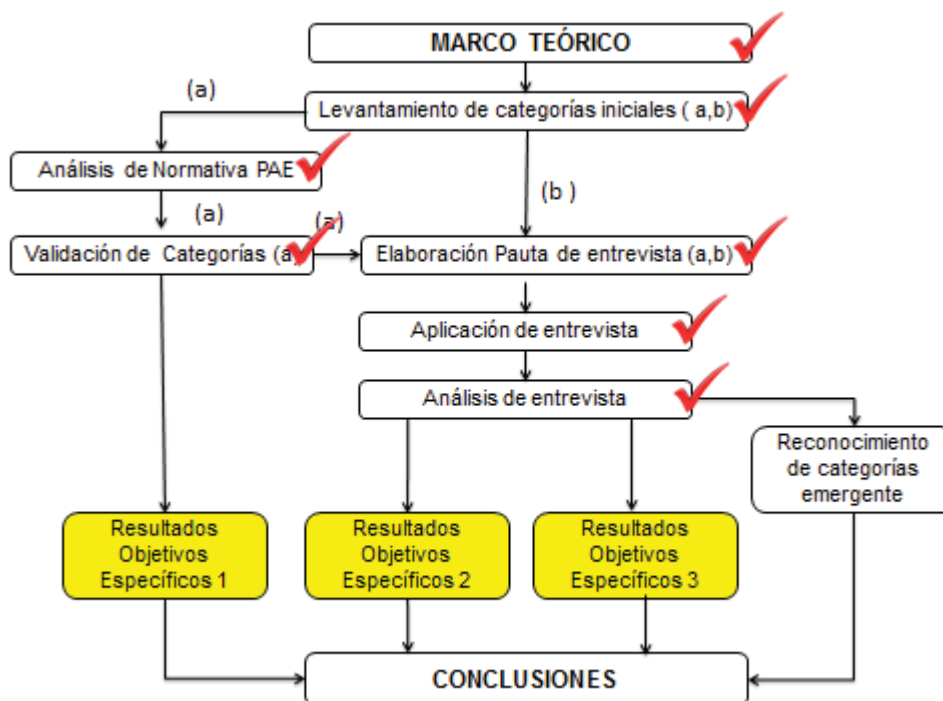 MARCO TEÓRICO
(a)
Levantamiento de categorías iniciales ( a,b)
Análisis de Normativa PAE
(b )
(a)
(a)
Validación de Categorías (a)
Elaboración Pauta de entrevista (a,b)
Aplicación de entrevista
Análisis de entrevista
Reconocimiento
de categorías
emergente
Resultados
Objetivos
Específicos 1
Resultados
Objetivos
Específicos 2
Resultados
Objetivos
Específicos 3
CONCLUSIONES